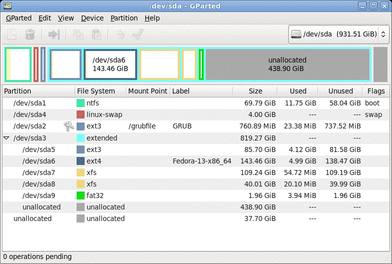 /dev/sda - GParted
GParted Edit View Device Partition Help
/dev/sda (931.51 GiB)
/dev/sda6
143.46 GiB
unallocated
438.90 GiB
Partition File System Mount Point Label Size Used Unused Flags
/dev/sda1 ntfs 69.79 GiB 11.75 GiB 58.04 GiB boot
/dev/sda4 linux-swap 4.00 GiB --- --- swap
/dev/sda2 ext3 /grubfile GRUB 760.89 MiB 23.38 MiB 737.52 MiB
/dev/sda3 extended 819.27 GiB --- ---
/dev/sda5 ext3 85.70 GiB 4.12 GiB 81.58 GiB
/dev/sda6 ext4 Fedora-13-x86_64 143.46 GiB 4.99 GiB 138.47 GiB
/dev/sda7 xfs 109.24 GiB 54.72 MiB 109.19 GiB
/dev/sda8 xfs 40.01 GiB 20.10 MiB 39.99 GiB
/dev/sda9 fat32 1.96 GiB 3.94 MiB 1.96 GiB
unallocated unallocated 438.90 GiB --- ---
unallocated unallocated 37.70 GiB --- ---
0 operations pending